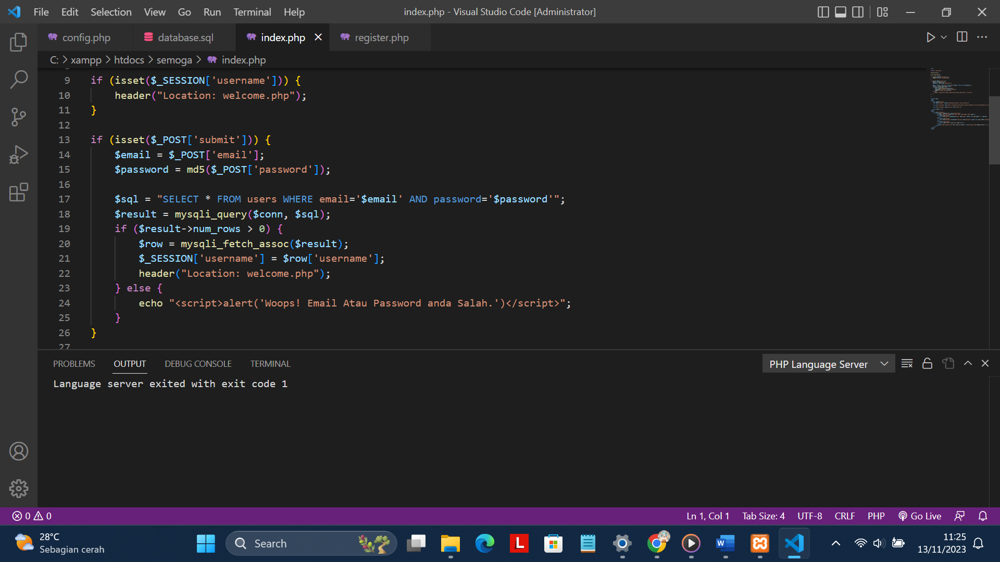 File Edit Selection View Go Run Terminal Help
index.php - Visual Studio Code [Administrator]
config.php
database.sql
index.php
register.php
C: > xampp > htdocs > semoga > index.php
9 if (isset($_SESSION['username'])) {
10 header("Location: welcome.php");
11 }
12
13 if (isset($_POST['submit'])) {
14 $email = $_POST['email'];
15 $password = md5($_POST['password']);
16
17 $sql = "SELECT * FROM users WHERE email='$email' AND password='$password'";
18 $result = mysqli_query($conn, $sql);
19 if ($result->num_rows > 0) {
20 $row = mysqli_fetch_assoc($result);
21 $_SESSION['username'] = $row['username'];
22 header("Location: welcome.php");
23 } else {
24 echo "<script>alert('Woops! Email Atau Password anda Salah.')</script>";
25 }
26 }
27
PROBLEMS OUTPUT DEBUG CONSOLE TERMINAL
PHP Language Server
Language server exited with exit code 1
0 0
Ln 1, Col 1 Tab Size: 4 UTF-8 CRLF PHP Go Live
28°C
Sebagian cerah
Search
L
W
11:25
13/11/2023